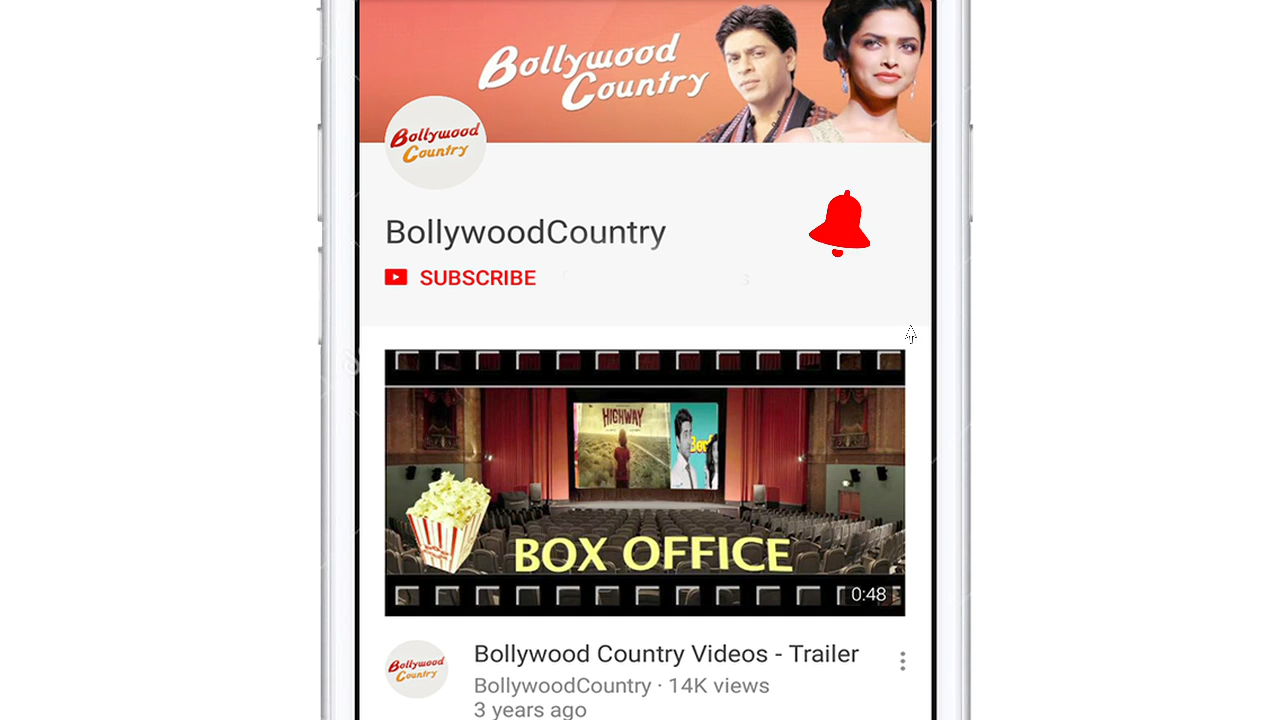 Bollywood
Country
Bollywood
Country
BollywoodCountry
SUBSCRIBE
HIGHWAY
BOX OFFICE
0:48
Bollywood Country Videos - Trailer
Bollywood
Country
BollywoodCountry · 14K views
3 years ago